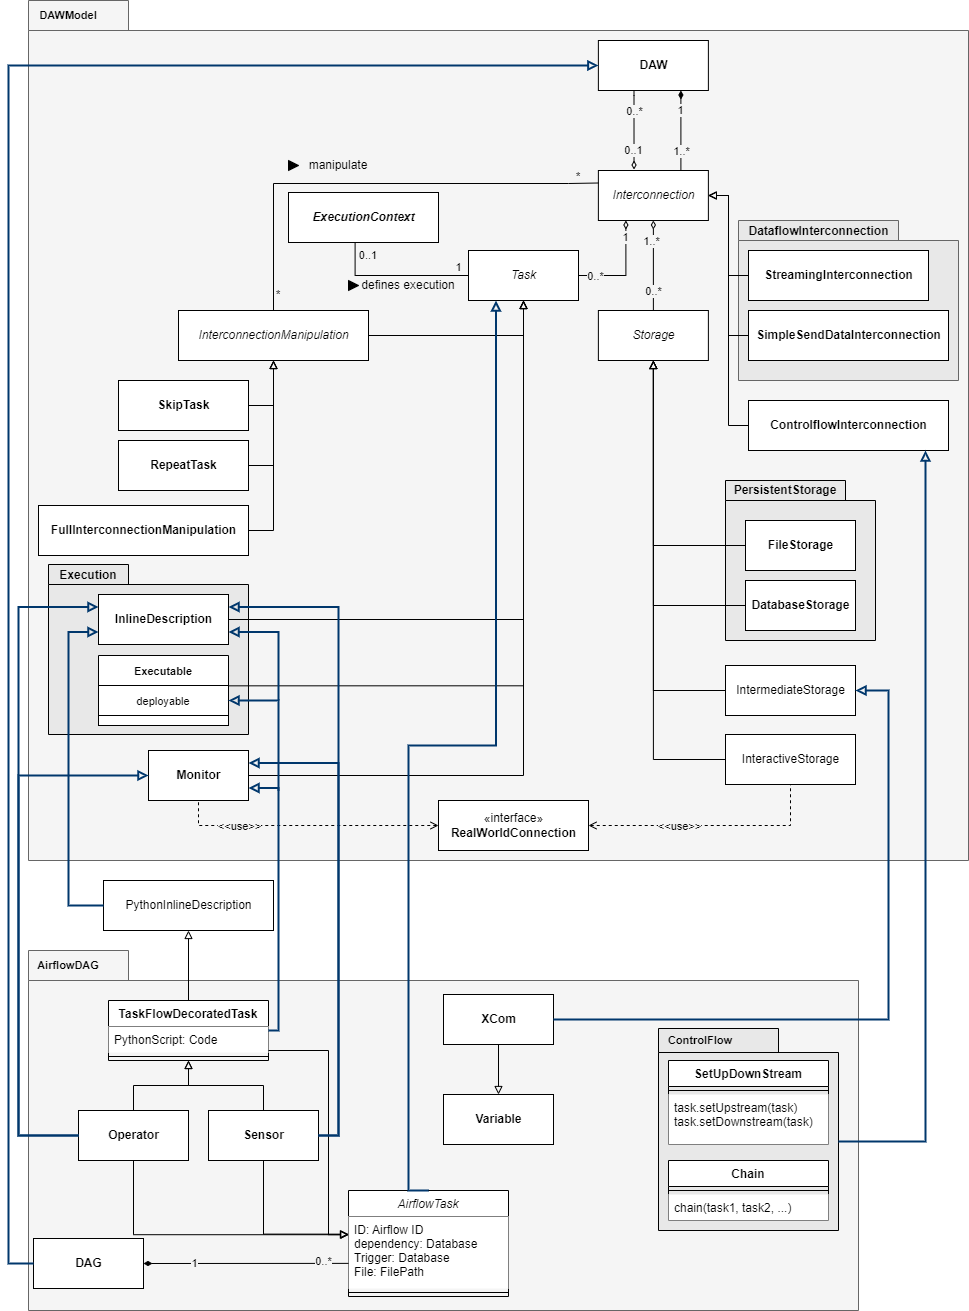 DAWModel
DAW
0..*
1
0..1
1..*
manipulate
*
Interconnection
ExecutionContext
0..1
1
1..*
DataflowInterconnection
StreamingInterconnection
1
Task
0..*
defines execution
*
0..*
InterconnectionManipulation
Storage
SimpleSendDataInterconnection
SkipTask
ControlflowInterconnection
RepeatTask
PersistentStorage
FullInterconnectionManipulation
FileStorage
Execution
InlineDescription
DatabaseStorage
Executable
deployable
IntermediateStorage
Monitor
InteractiveStorage
«interface»
RealWorldConnection
<<use>>
<<use>>
PythonInlineDescription
AirflowDAG
TaskFlowDecoratedTask
PythonScript: Code
XCom
ControlFlow
SetUpDownStream
task.setUpstream(task)
task.setDownstream(task)
Operator
Sensor
Variable
Chain
chain(task1, task2, ...)
AirflowTask
ID: Airflow ID
dependency: Database
Trigger: Database
File: FilePath
DAG
1
0..*